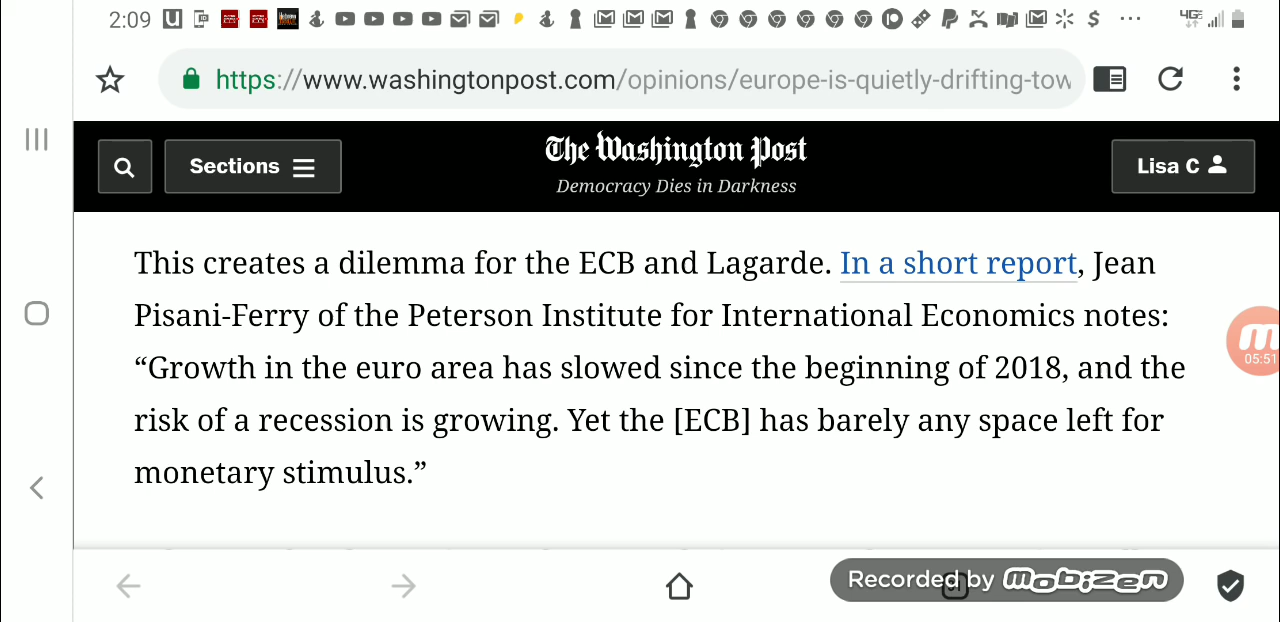 2:09
4GE
https://www.washingtonpost.com/opinions/europe-is-quietly-drifting-tow
Sections
The Washington Post
Democracy Dies in Darkness
Lisa C
This creates a dilemma for the ECB and Lagarde. In a short report, Jean
Pisani-Ferry of the Peterson Institute for International Economics notes:
“Growth in the euro area has slowed since the beginning of 2018, and the
risk of a recession is growing. Yet the [ECB] has barely any space left for
monetary stimulus.”
05:51
Recorded by mobizen